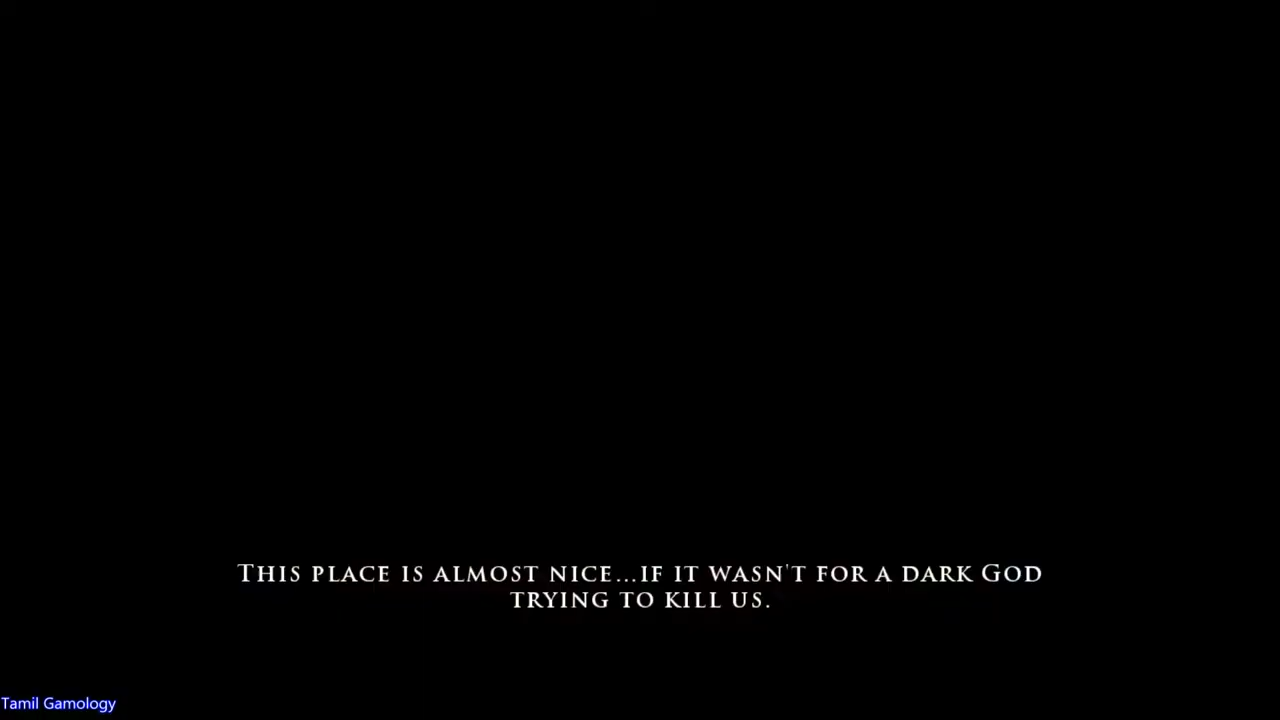 This place is almost nice...if it wasn't for a dark God
trying to kill us.
Tamil Gamology